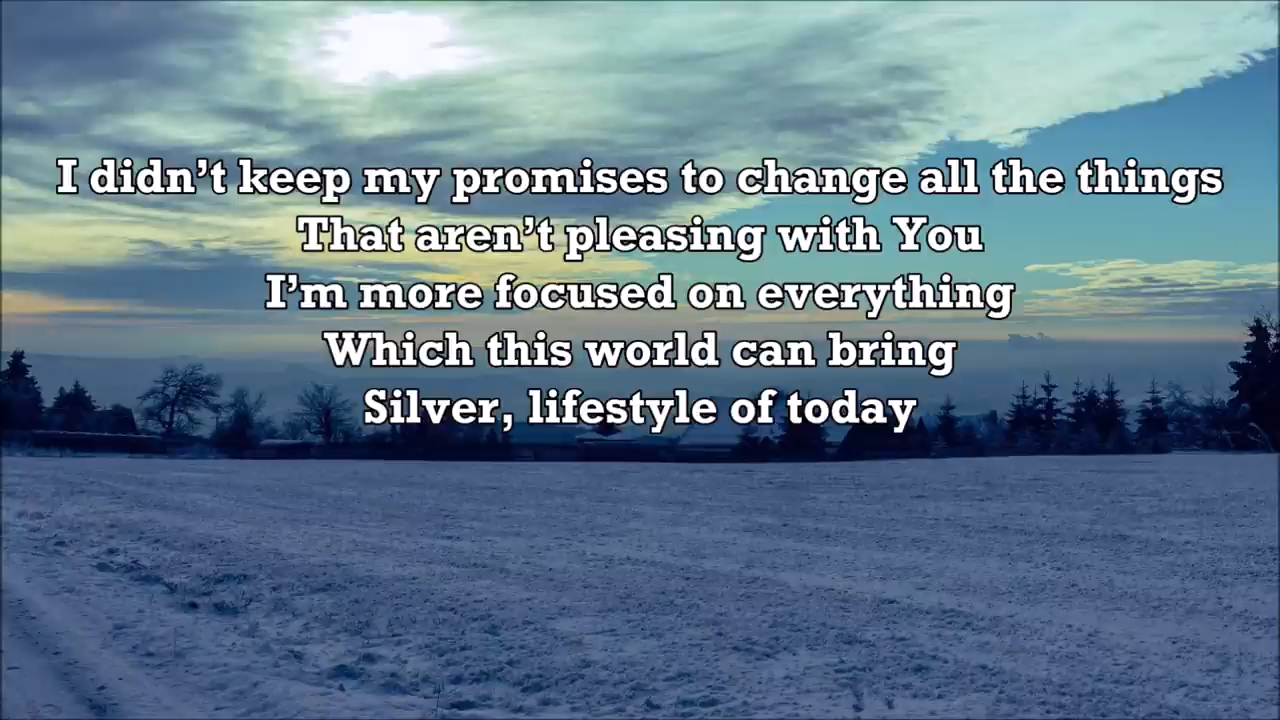 I didn’t keep my promises to change all the things
That aren’t pleasing with You
I’m more focused on everything
Which this world can bring
Silver, lifestyle of today